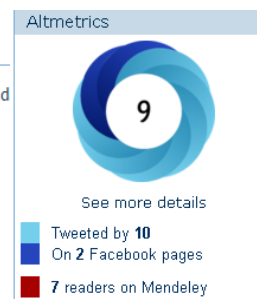 Altmetrics
d
9
See more details
Tweeted by 10
On 2 Facebook pages
7 readers on Mendeley